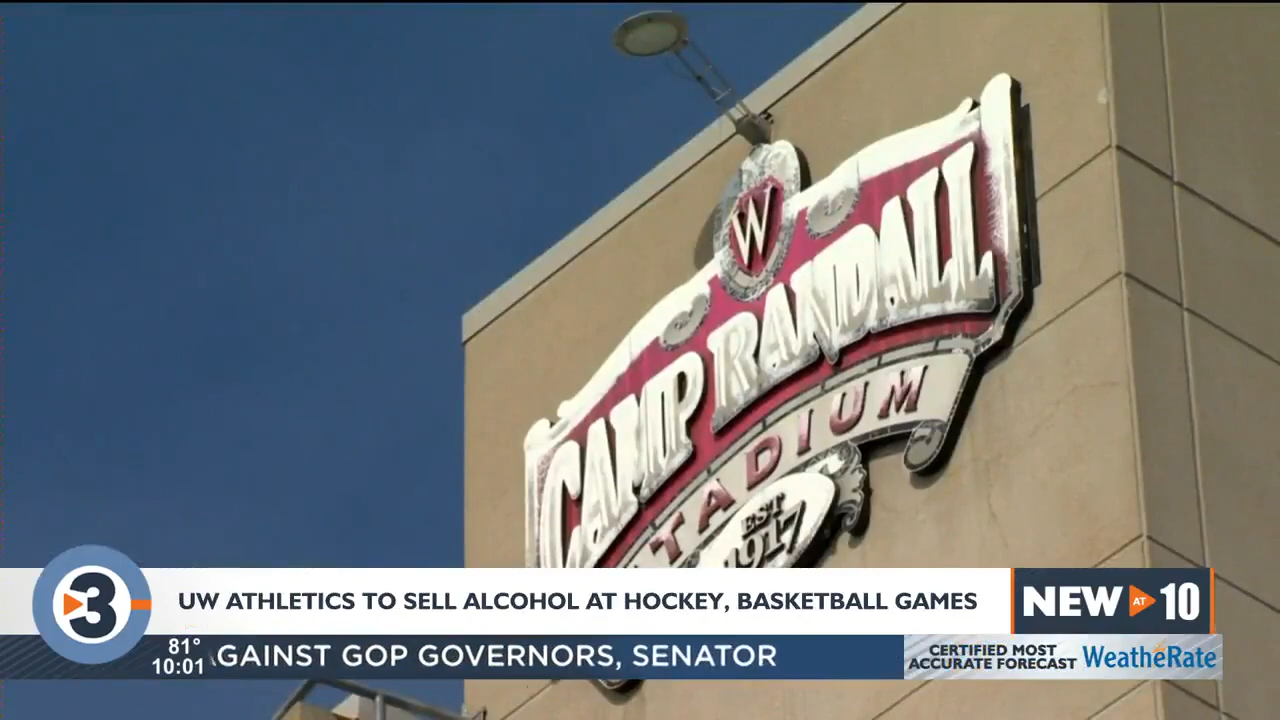 W
CAMP RANDALL
STADIUM
EST
1917
3
UW ATHLETICS TO SELL ALCOHOL AT HOCKEY, BASKETBALL GAMES
NEW AT 10
81°
10:01
GAINST GOP GOVERNORS, SENATOR
CERTIFIED MOST
ACCURATE FORECAST WeatheRate